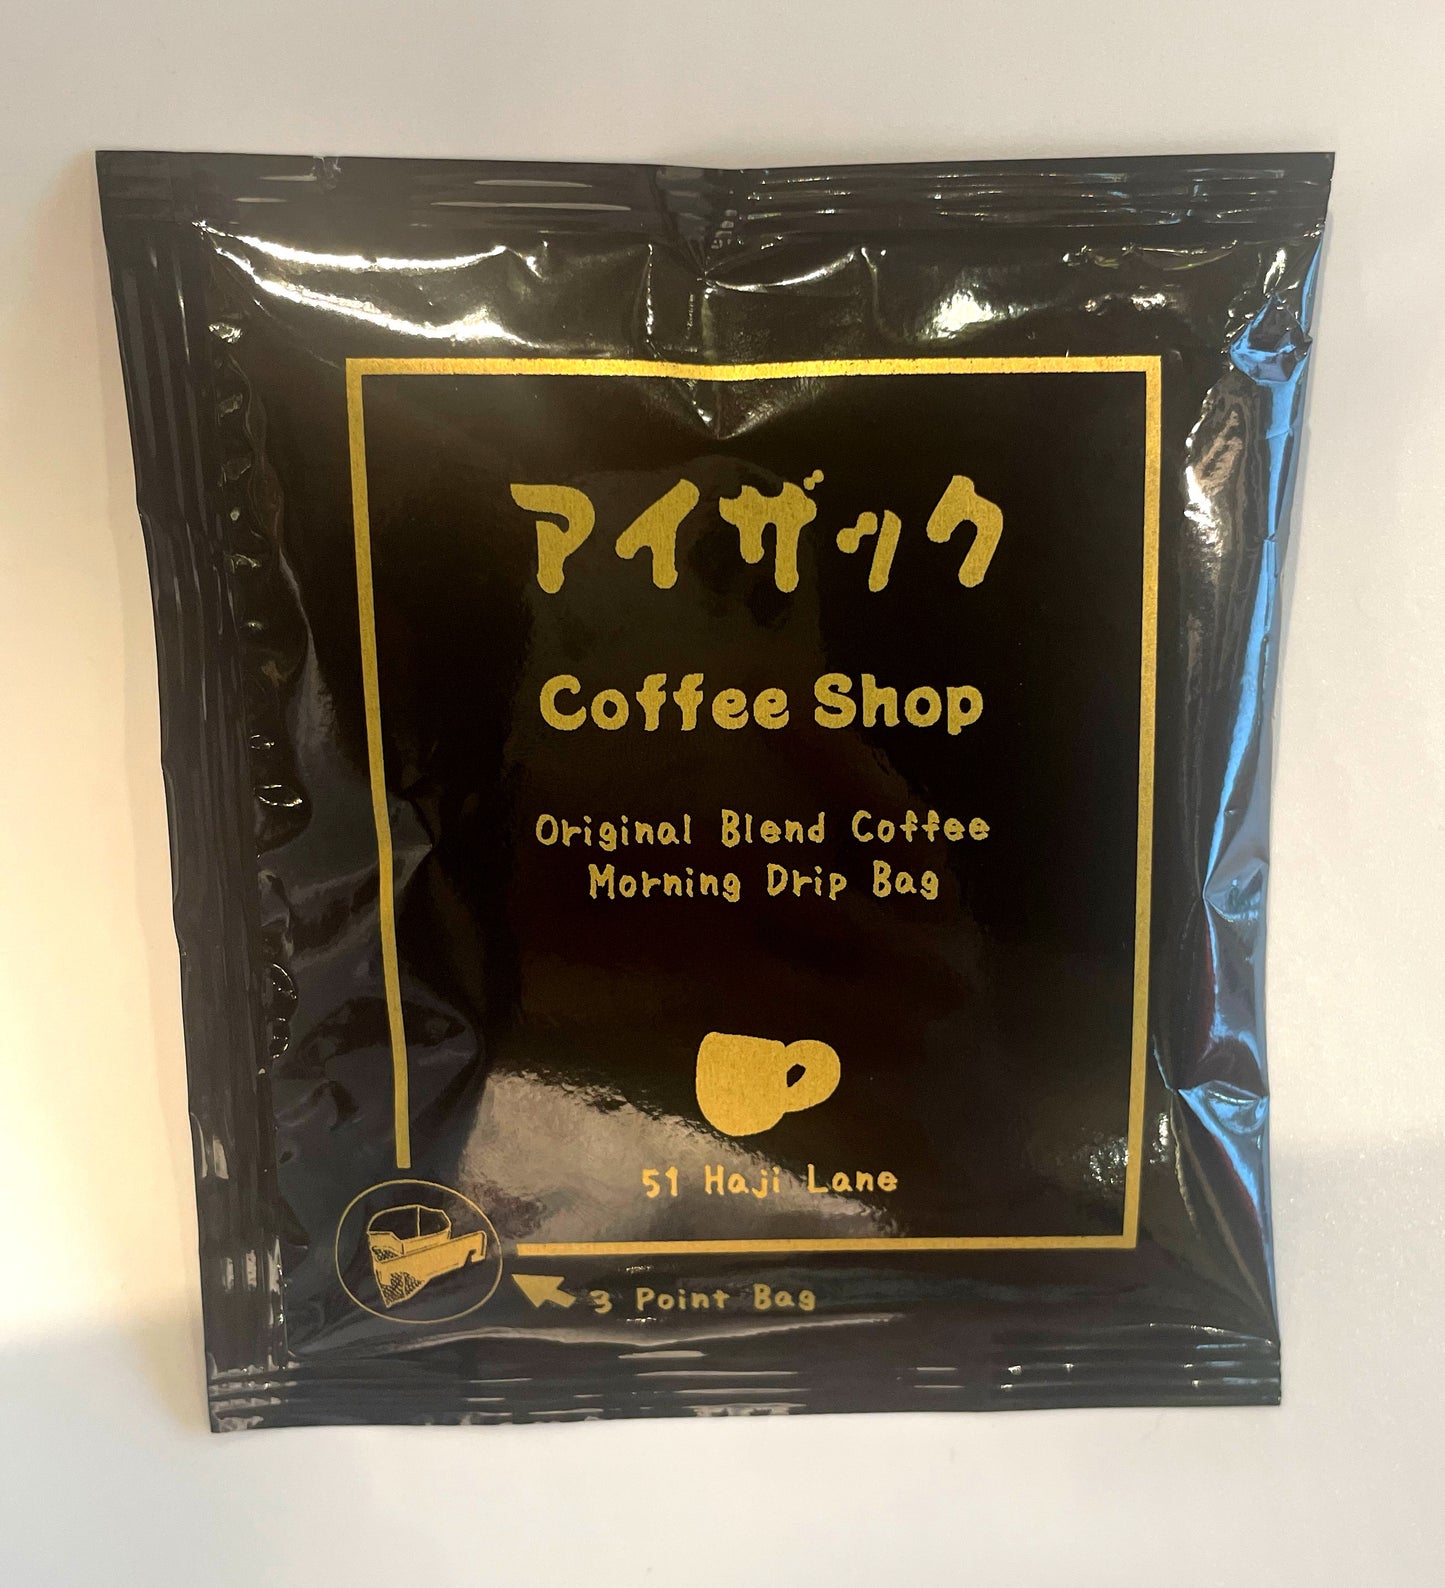 アイザック
Coffee Shop
Original Blend Coffee
Morning Drip Bag
51 Haji Lane
3 Point Bag